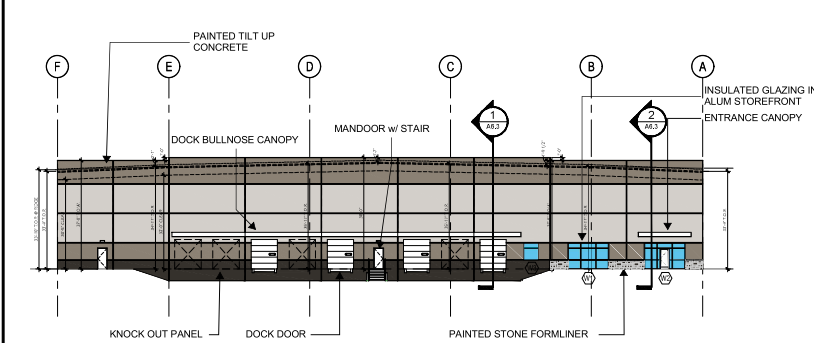 PAINTED TILT UP
CONCRETE
F
E
D
C
B
A
INSULATED GLAZING IN
ALUM STOREFRONT
ENTRANCE CANOPY
1
A6.3
2
A6.3
MANDOOR w/ STAIR
DOCK BULLNOSE CANOPY
W1
W2
KNOCK OUT PANEL
DOCK DOOR
PAINTED STONE FORMLINER